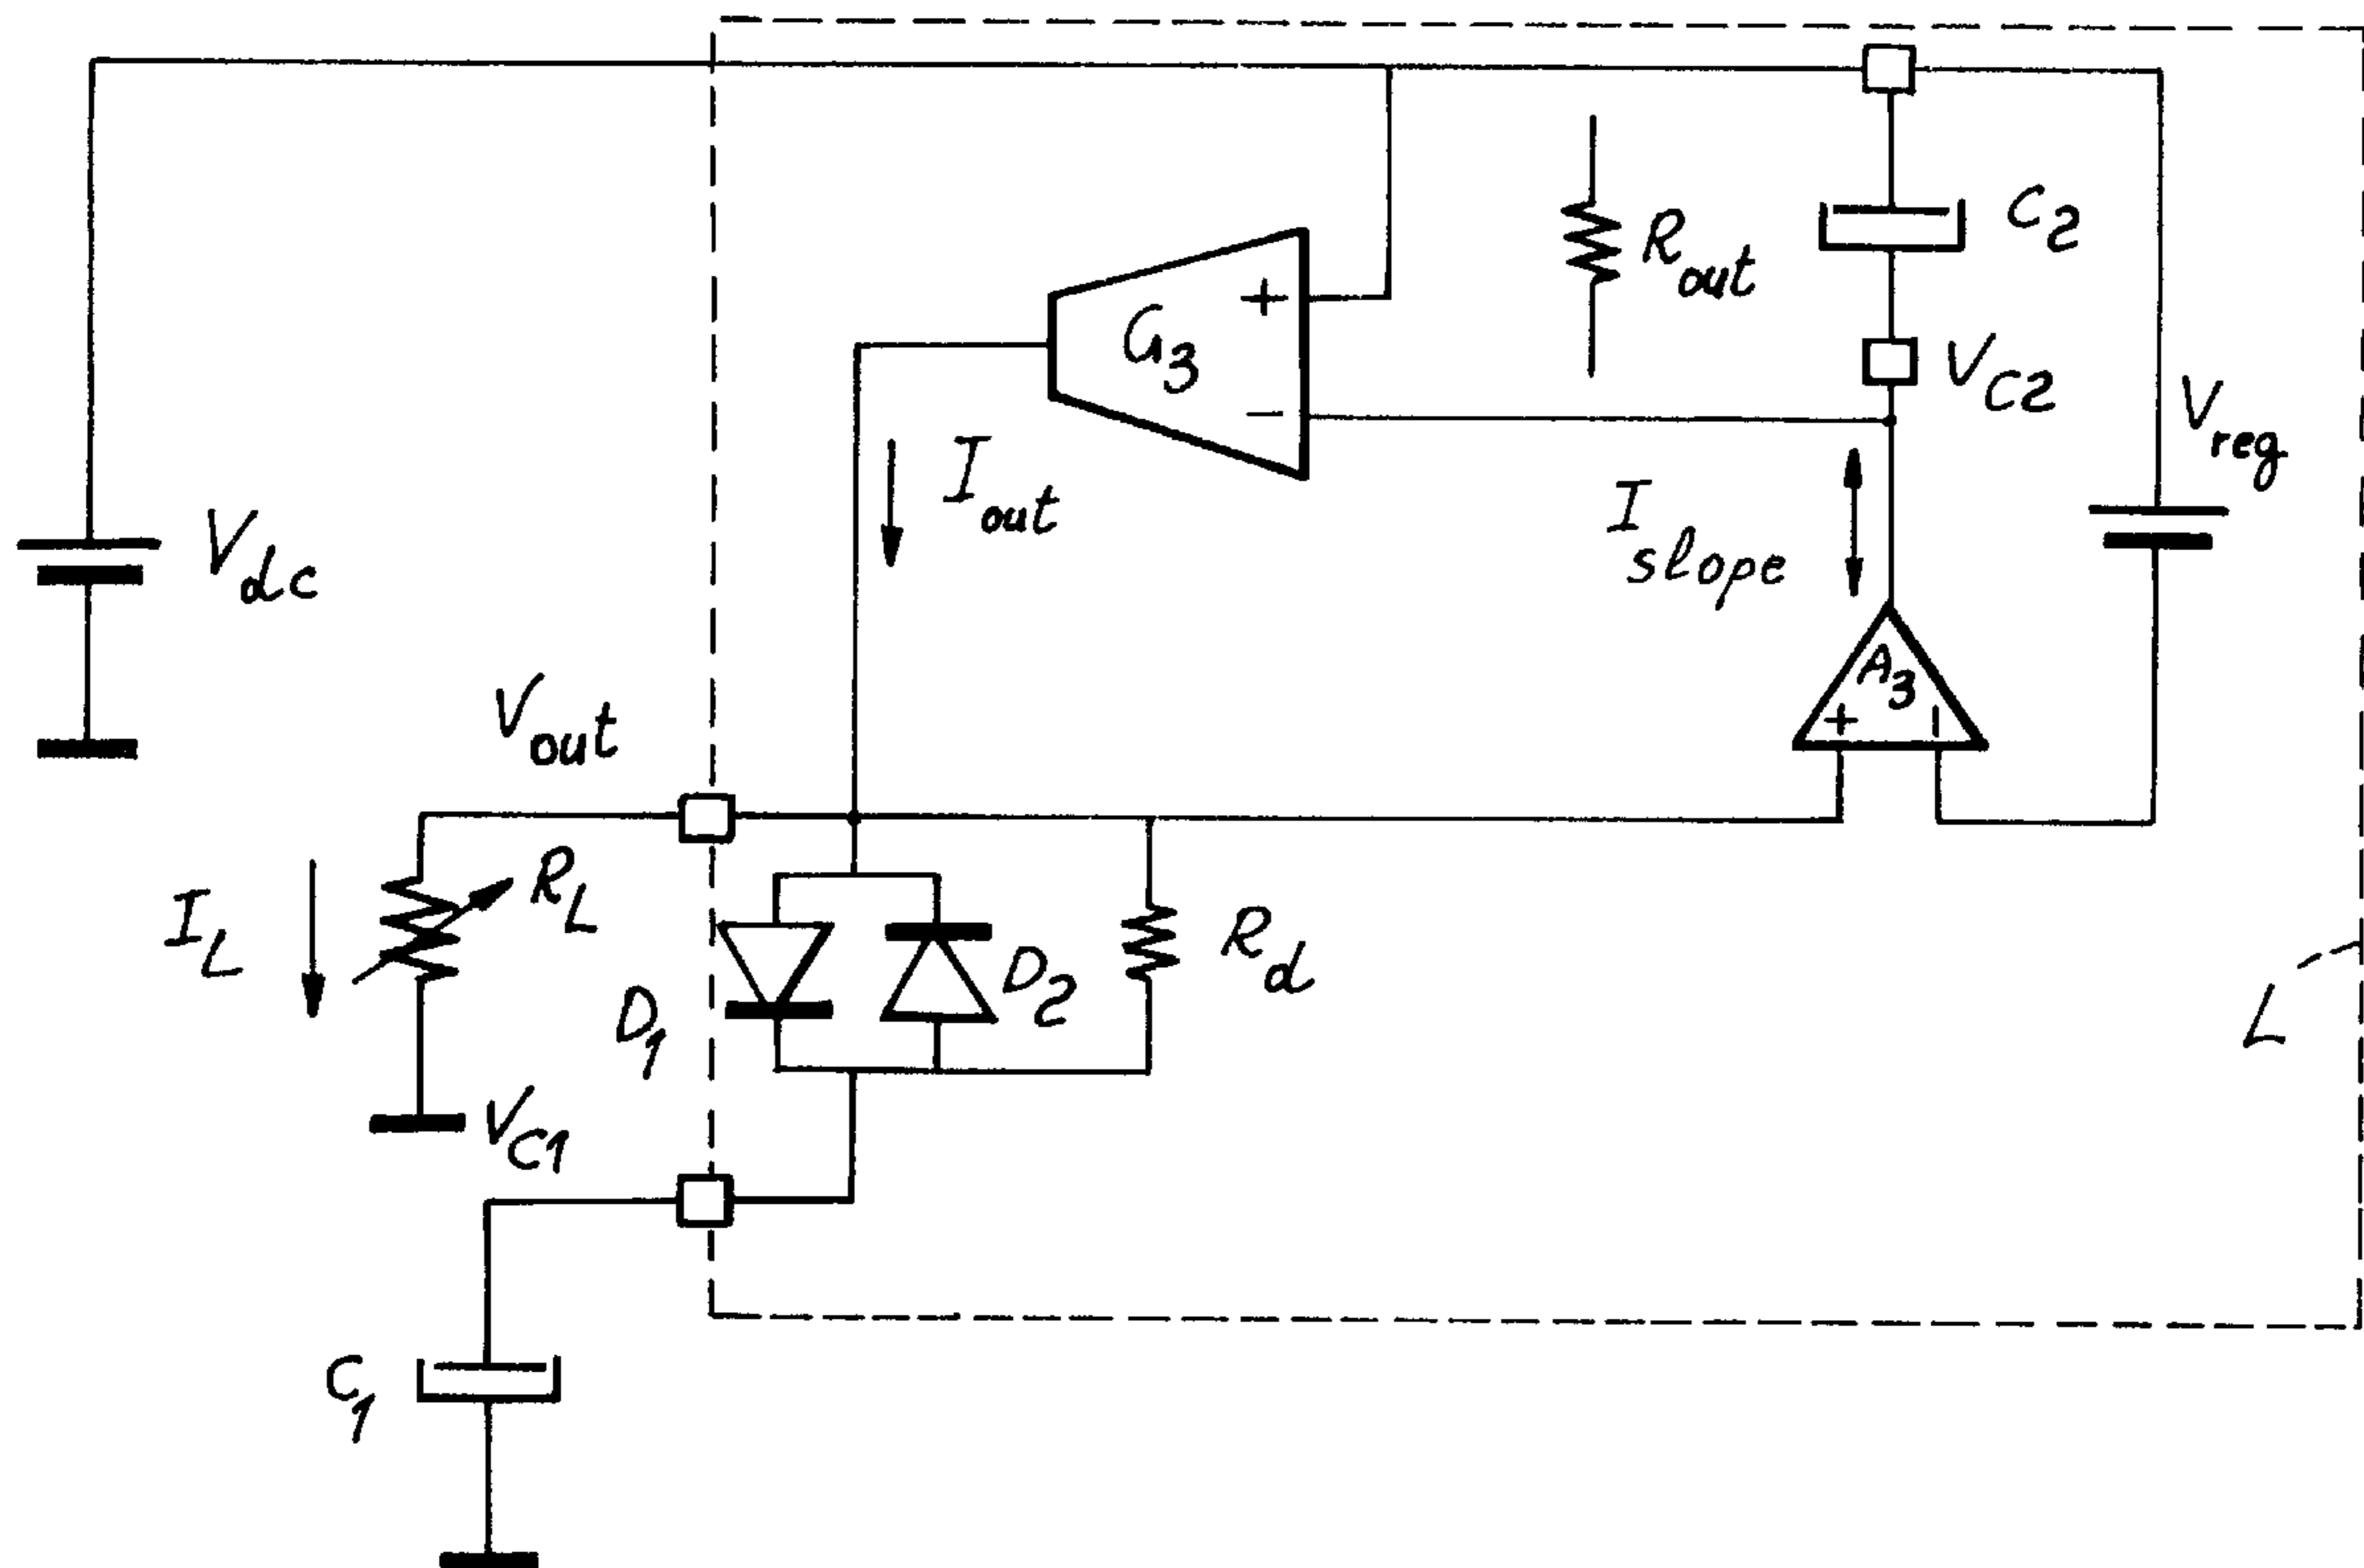 C2
Rout
+
G3
VC2
−
Vreg
Iout
Islope
Vdc
A3
+ −
Vout
RL
IL
Rd
D2
D1
L
VC1
C1